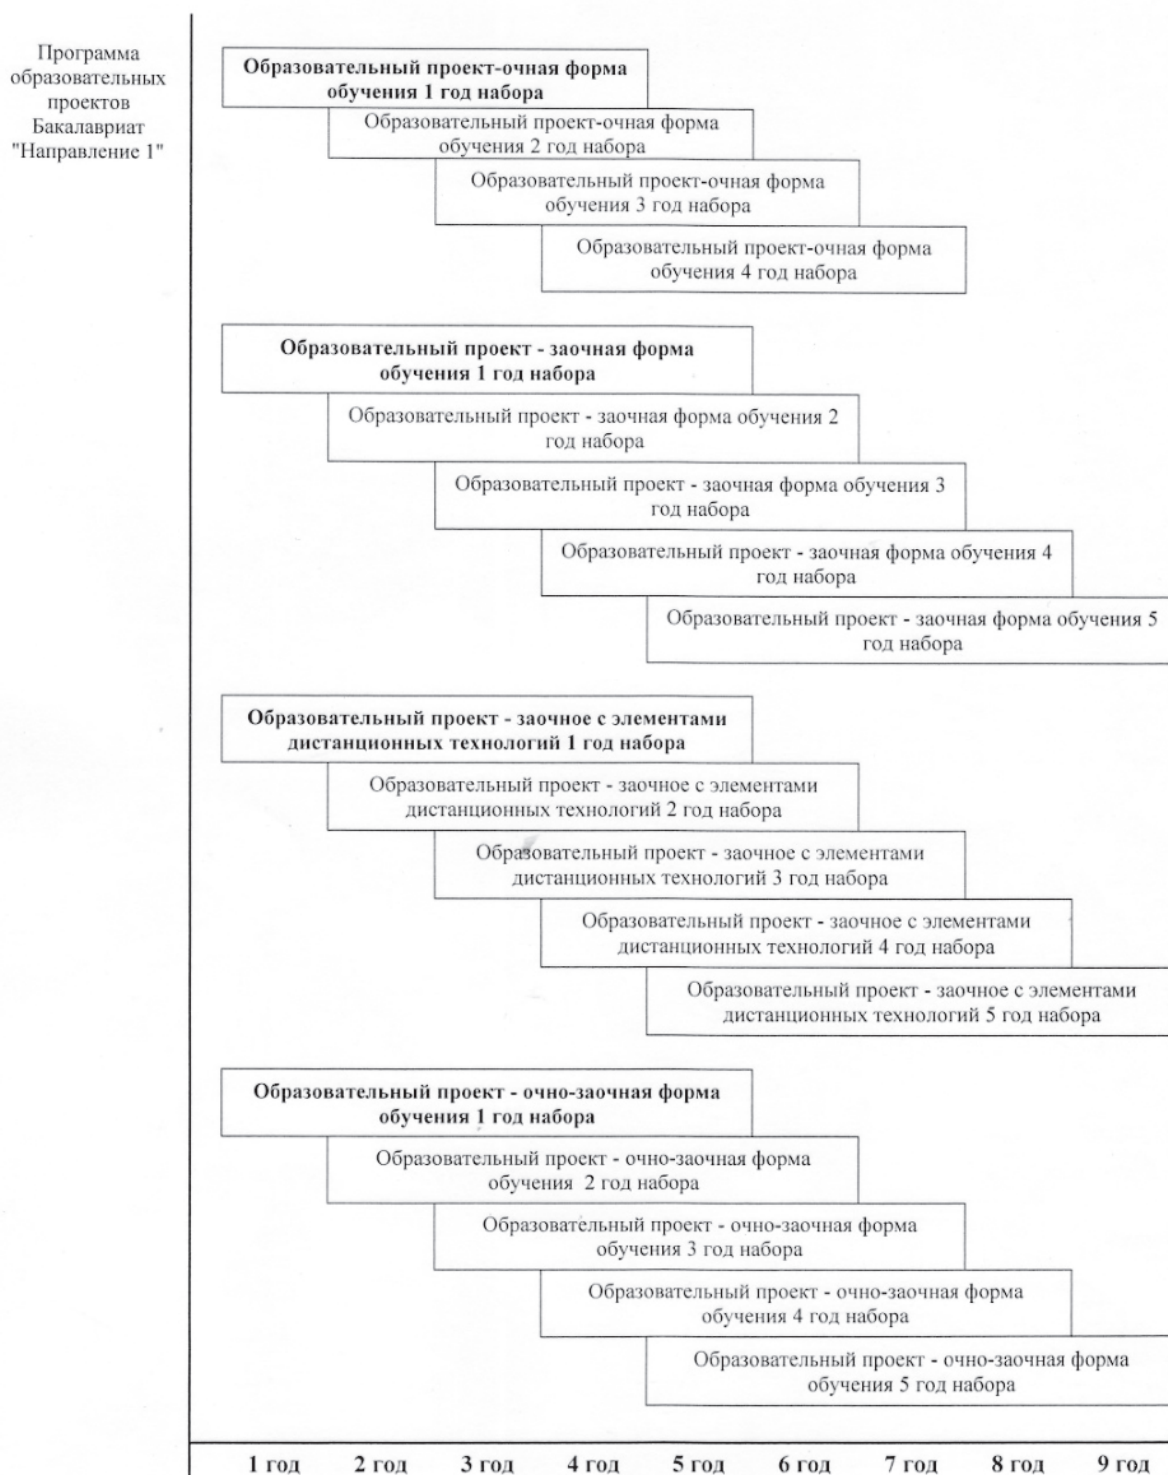 Программа
образовательных
проектов
Бакалавриат
"Направление 1"
Образовательный проект-очная форма
обучения 1 год набора
Образовательный проект-очная форма
обучения 2 год набора
Образовательный проект-очная форма
обучения 3 год набора
Образовательный проект-очная форма
обучения 4 год набора
Образовательный проект - заочная форма
обучения 1 год набора
Образовательный проект - заочная форма обучения 2
год набора
Образовательный проект - заочная форма обучения 3
год набора
Образовательный проект - заочная форма обучения 4
год набора
Образовательный проект - заочная форма обучения 5
год набора
Образовательный проект - заочное с элементами
дистанционных технологий 1 год набора
Образовательный проект - заочное с элементами
дистанционных технологий 2 год набора
Образовательный проект - заочное с элементами
дистанционных технологий 3 год набора
Образовательный проект - заочное с элементами
дистанционных технологий 4 год набора
Образовательный проект - заочное с элементами
дистанционных технологий 5 год набора
Образовательный проект - очно-заочная форма
обучения 1 год набора
Образовательный проект - очно-заочная форма
обучения 2 год набора
Образовательный проект - очно-заочная форма
обучения 3 год набора
Образовательный проект - очно-заочная форма
обучения 4 год набора
Образовательный проект - очно-заочная форма
обучения 5 год набора
1 год 2 год 3 год 4 год 5 год 6 год 7 год 8 год 9 год